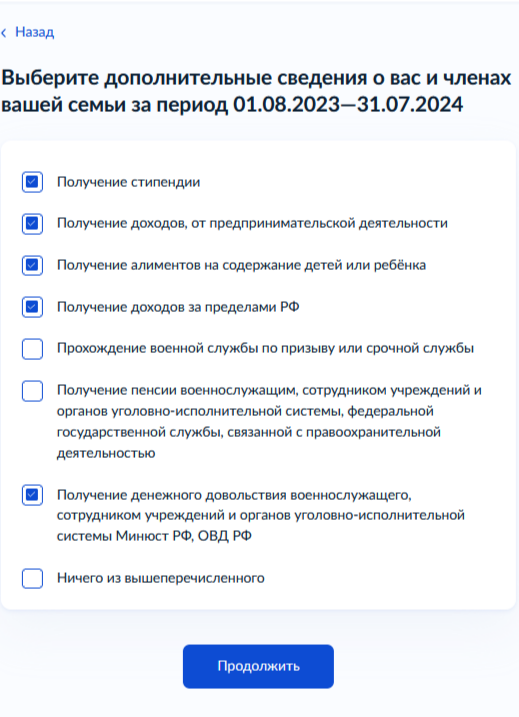 ‹ Назад
Выберите дополнительные сведения о вас и членах
вашей семьи за период 01.08.2023—31.07.2024
Получение стипендии
Получение доходов, от предпринимательской деятельности
Получение алиментов на содержание детей или ребёнка
Получение доходов за пределами РФ
Прохождение военной службы по призыву или срочной службы
Получение пенсии военнослужащим, сотрудником учреждений и
органов уголовно-исполнительной системы, федеральной
государственной службы, связанной с правоохранительной
деятельностью
Получение денежного довольствия военнослужащего,
сотрудником учреждений и органов уголовно-исполнительной
системы Минюст РФ, ОВД РФ
Ничего из вышеперечисленного
Продолжить